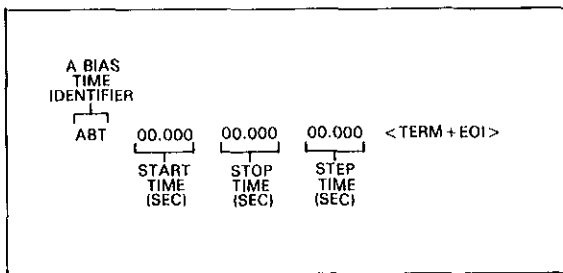 A BIAS
TIME
IDENTIFIER
ABT 00.000 00.000 00.000 <TERM+EOI>
START TIME (SEC)
STOP TIME (SEC)
STEP TIME (SEC)